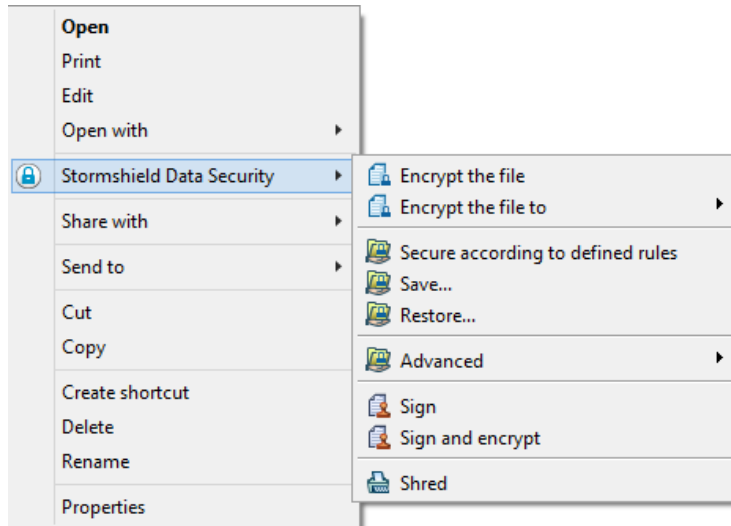 Open
Print
Edit
Open with
Stormshield Data Security
Share with
Send to
Cut
Copy
Create shortcut
Delete
Rename
Properties
Encrypt the file
Encrypt the file to
Secure according to defined rules
Save...
Restore...
Advanced
Sign
Sign and encrypt
Shred